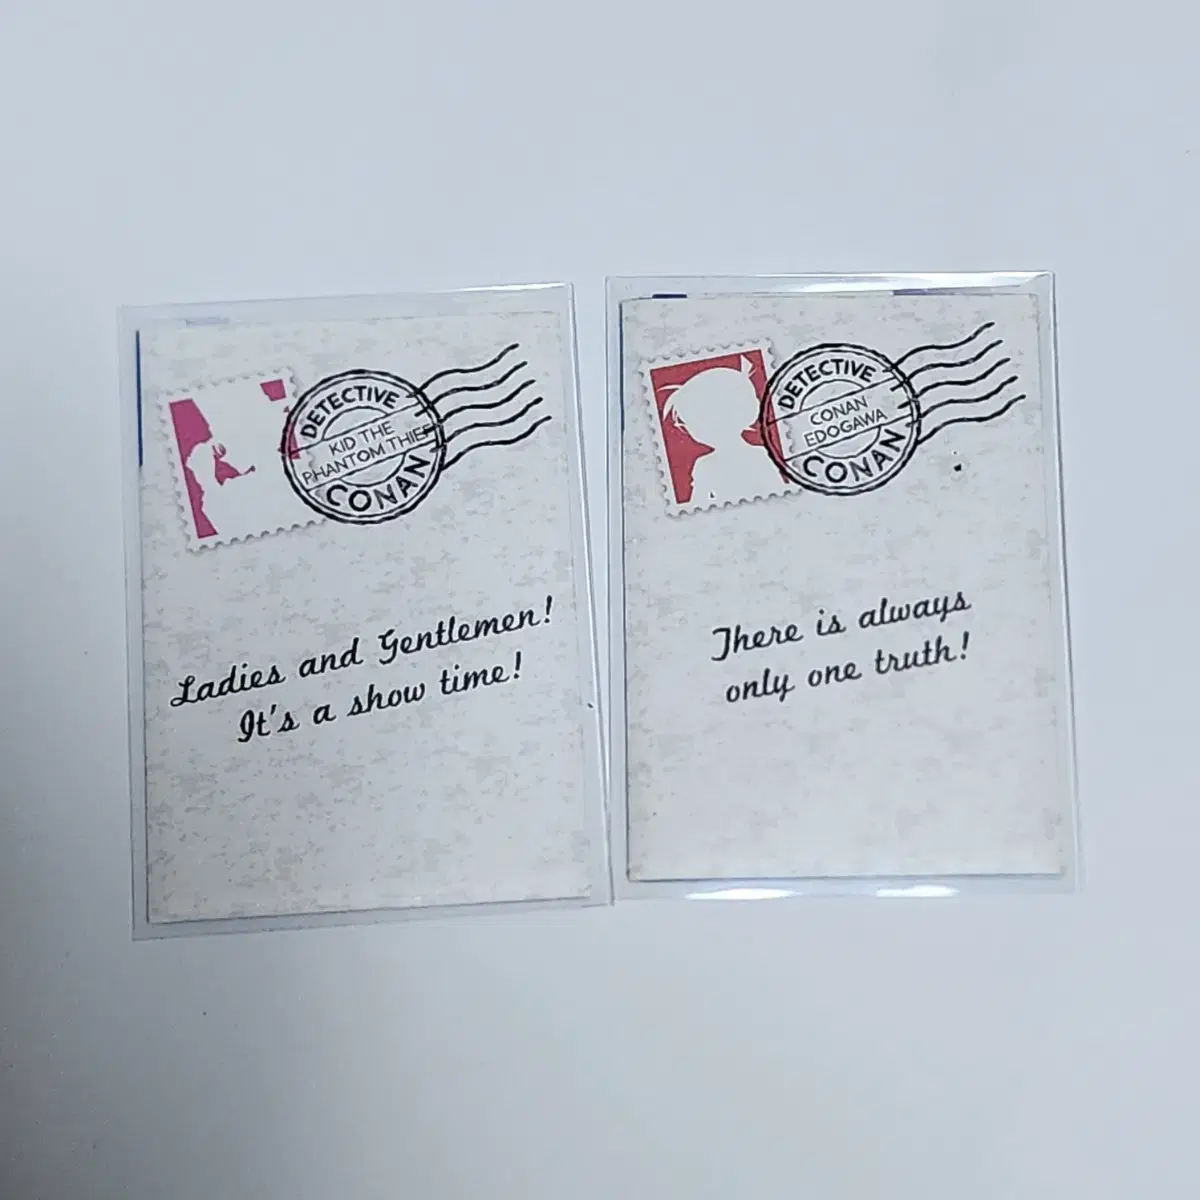 DETECTIVE
KID THE
PHANTOM THIEF
CONAN
Ladies and Gentlemen!
It's a show time!
DETECTIVE
CONAN
EDOGAWA
CONAN
There is always
only one truth!